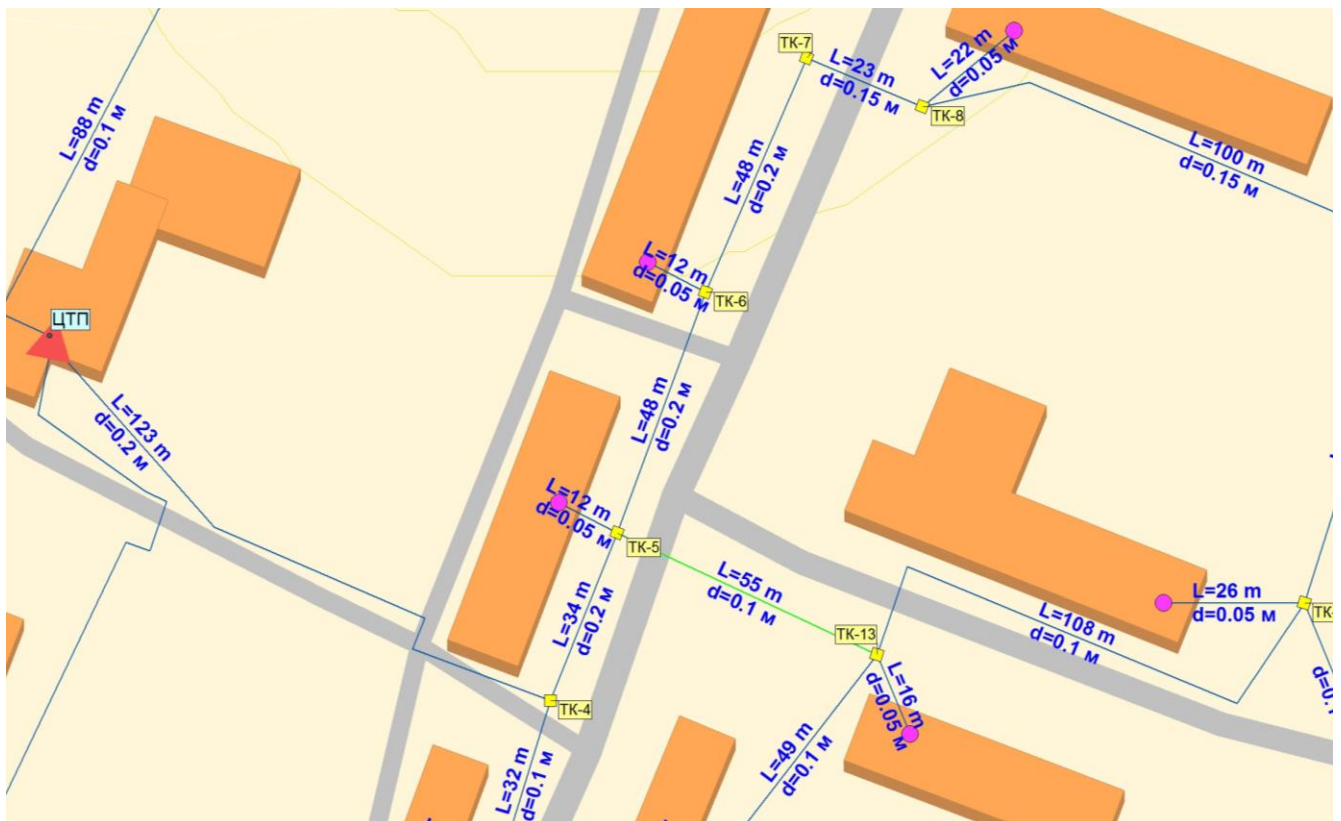 ТК-7
L=23 m
d=0.15 м
L=22 m
d=0.05 м
ТК-8
L=88 m
d=0.1 м
L=48 m
d=0.2 м
L=100 m
d=0.15 м
L=12 m
d=0.05 м
ТК-6
ЦТП
L=123 m
d=0.2 м
L=48 m
d=0.2 м
L=12 m
d=0.05 м
ТК-5
L=55 m
d=0.1 м
L=26 m
d=0.05 м
L=34 m
d=0.2 м
ТК-13
L=108 m
d=0.1 м
L=16 m
d=0.05 м
ТК-4
L=49 m
d=0.1 м
L=32 m
d=0.1 м